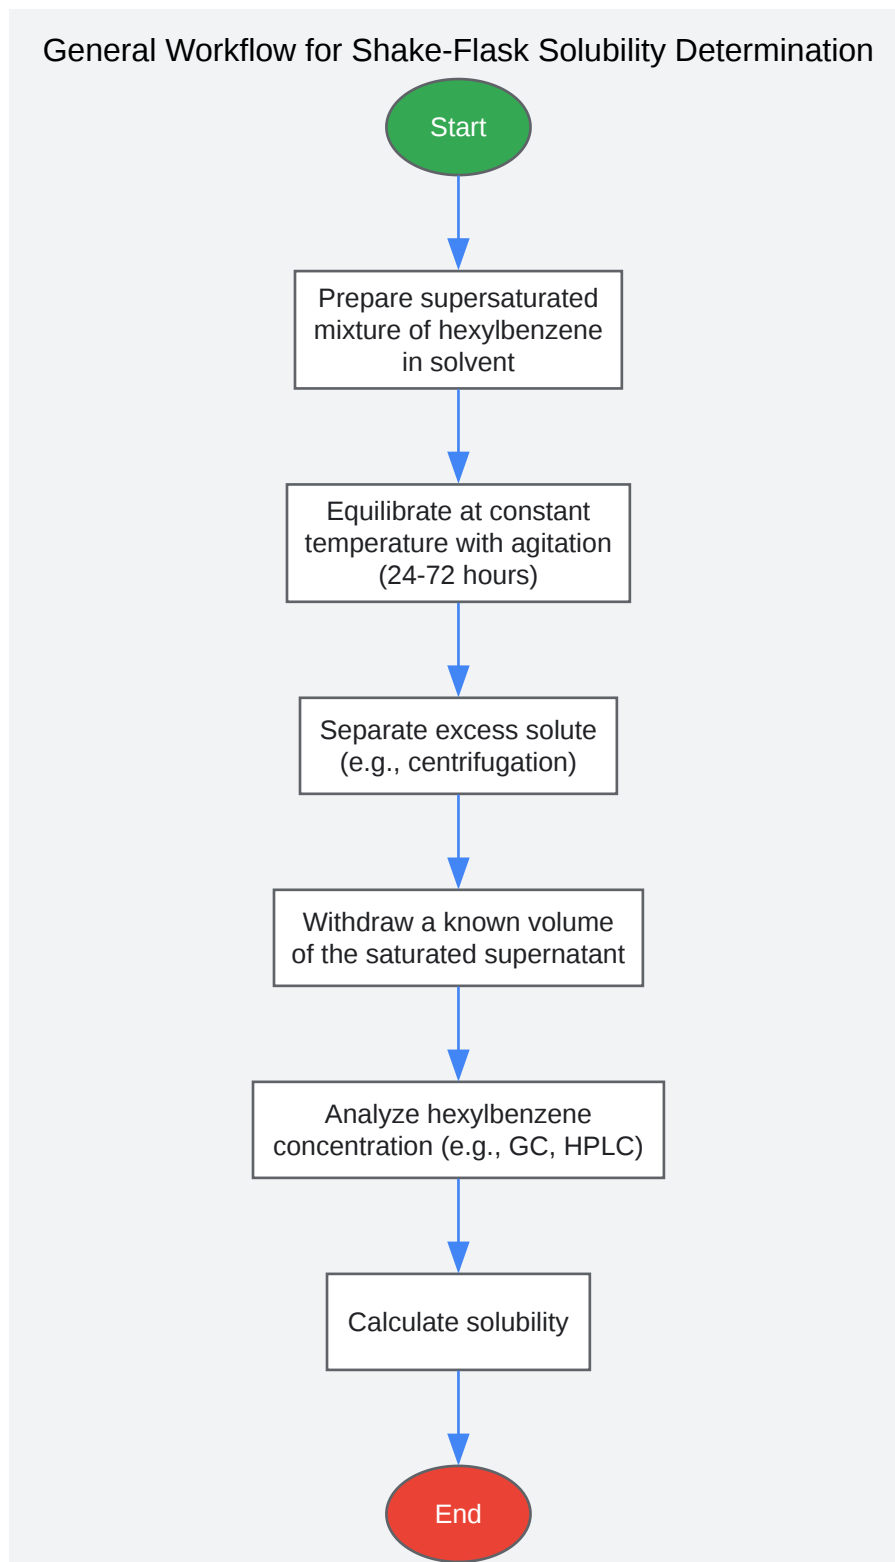 General Workflow for Shake-Flask Solubility Determination
Start
Prepare supersaturated
mixture of hexylbenzene
in solvent
Equilibrate at constant
temperature with agitation
(24-72 hours)
Separate excess solute
(e.g., centrifugation)
Withdraw a known volume
of the saturated supernatant
Analyze hexylbenzene
concentration (e.g., GC, HPLC)
Calculate solubility
End